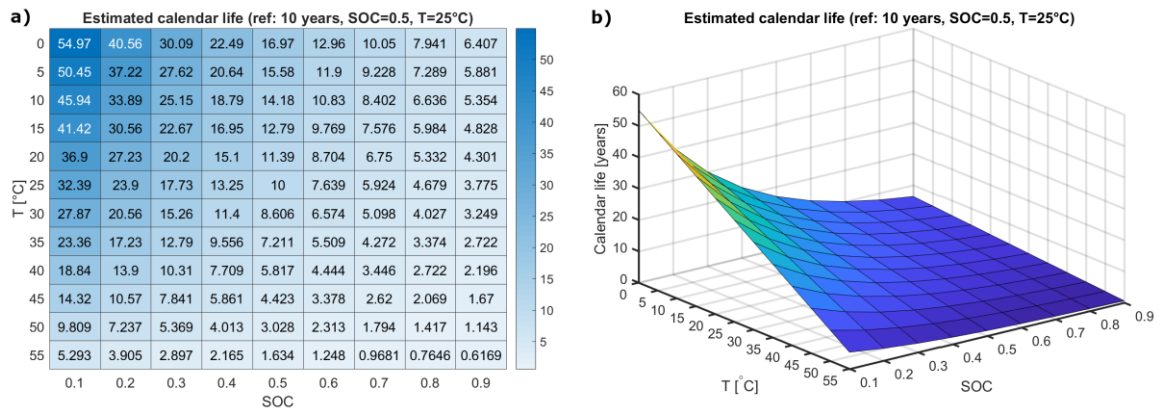 a) Estimated calendar life (ref: 10 years, SOC=0.5, T=25°C)
0 54.97 40.56 30.09 22.49 16.97 12.96 10.05 7.941 6.407
5 50.45 37.22 27.62 20.64 15.58 11.9 9.228 7.289 5.881
10 45.94 33.89 25.15 18.79 14.18 10.83 8.402 6.636 5.354
15 41.42 30.56 22.67 16.95 12.79 9.769 7.576 5.984 4.828
20 36.9 27.23 20.2 15.1 11.39 8.704 6.75 5.332 4.301
25 32.39 23.9 17.73 13.25 10 7.639 5.924 4.679 3.775
30 27.87 20.56 15.26 11.4 8.606 6.574 5.098 4.027 3.249
35 23.36 17.23 12.79 9.556 7.211 5.509 4.272 3.374 2.722
40 18.84 13.9 10.31 7.709 5.817 4.444 3.446 2.722 2.196
45 14.32 10.57 7.841 5.861 4.423 3.378 2.62 2.069 1.67
50 9.809 7.237 5.369 4.013 3.028 2.313 1.794 1.417 1.143
55 5.293 3.905 2.897 2.165 1.634 1.248 0.9681 0.7646 0.6169
0.1 0.2 0.3 0.4 0.5 0.6 0.7 0.8 0.9
SOC
T [°C]
50
45
40
35
30
25
20
15
10
5
b) Estimated calendar life (ref: 10 years, SOC=0.5, T=25°C)
60
50
40
30
20
10
0
Calendar life [years]
0 5 10 15 20 25 30 35 40 45 50 55
T [°C]
0.1 0.2 0.3 0.4 0.5 0.6 0.7 0.8 0.9
SOC